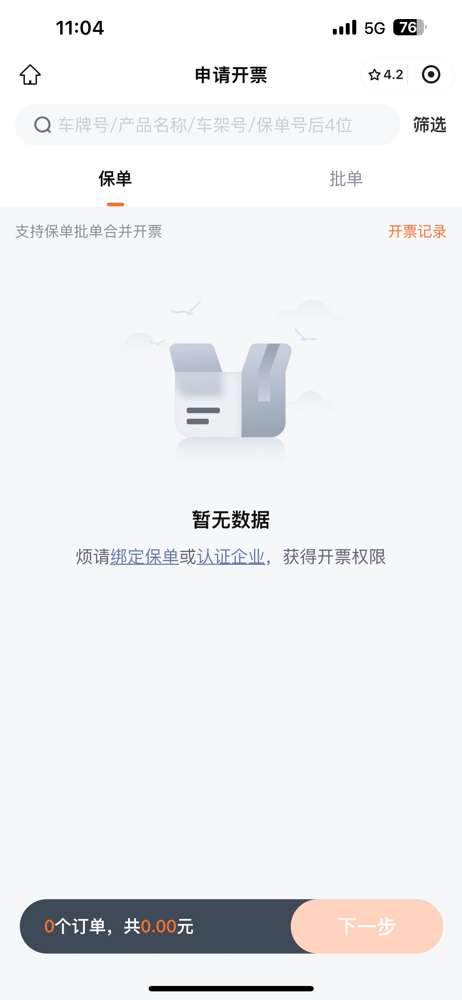 11:04 5G 76
申请开票 4.2
车牌号/产品名称/车架号/保单号后4位 筛选
保单 批单
支持保单批单合并开票 开票记录
暂无数据
烦请绑定保单或认证企业，获得开票权限
0个订单，共0.00元 下一步